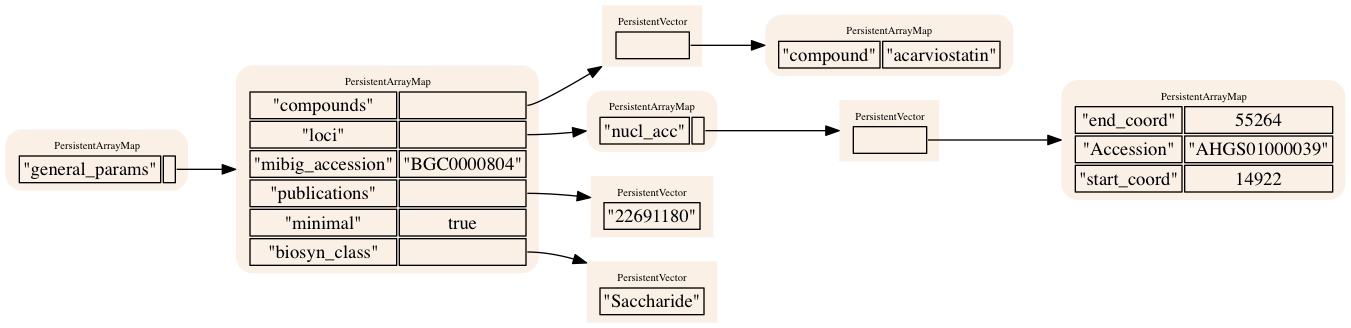 PersistentArrayMap
"general_params"
PersistentArrayMap
"compounds"
"loci"
"mibig_accession" "BGC0000804"
"publications"
"minimal" true
"biosyn_class"
PersistentVector
PersistentArrayMap
"compound" "acarviostatin"
PersistentArrayMap
"nucl_acc"
PersistentVector
PersistentArrayMap
"end_coord" 55264
"Accession" "AHGS01000039"
"start_coord" 14922
PersistentVector
"22691180"
PersistentVector
"Saccharide"